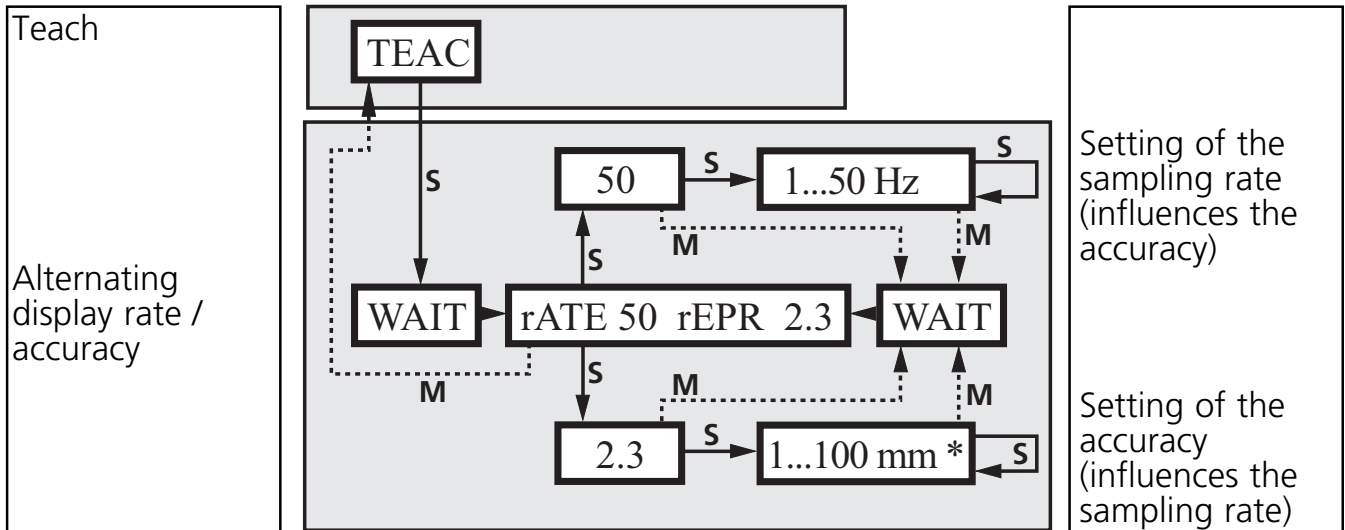 Teach
TEAC
S
50
S
1...50 Hz
S
M
M
S
Setting of the
sampling rate
(influences the
accuracy)
Alternating
display rate /
accuracy
WAIT
rATE 50 rEPR 2.3
WAIT
M
S
M
M
2.3
S
1...100 mm *
S
Setting of the
accuracy
(influences the
sampling rate)